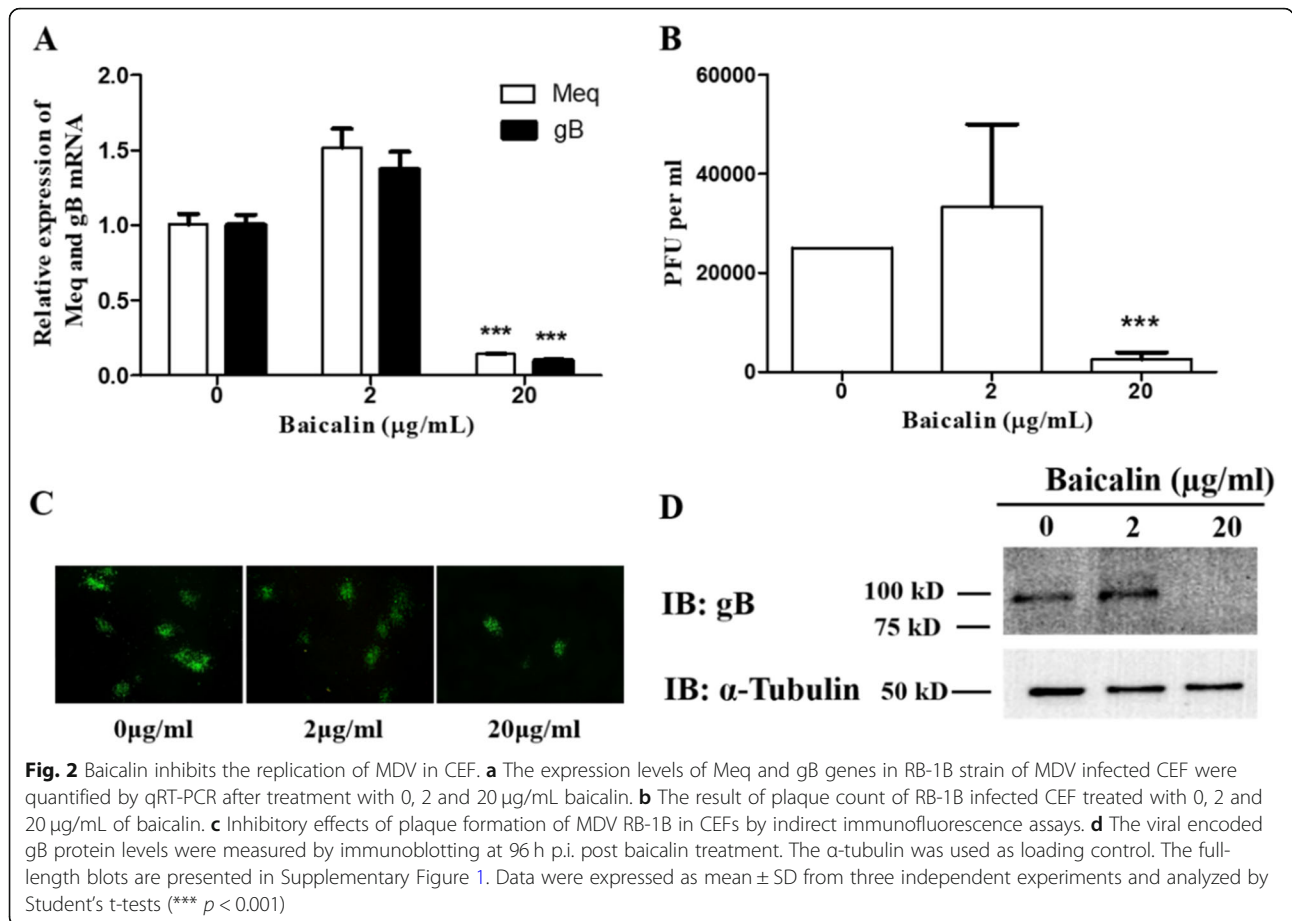 A
Relative expression of
Meq and gB mRNA
2.0
1.5
1.0
0.5
0.0
Meq
gB
*** ***
0 2 20
Baicalin (μg/mL)
B
PFU per ml
60000
40000
20000
0
***
0 2 20
Baicalin (μg/mL)
C
0μg/ml 2μg/ml 20μg/ml
D
Baicalin (μg/ml)
0 2 20
IB: gB
100 kD
75 kD
IB: α-Tubulin 50 kD
Fig. 2 Baicalin inhibits the replication of MDV in CEF. a The expression levels of Meq and gB genes in RB-1B strain of MDV infected CEF were
quantified by qRT-PCR after treatment with 0, 2 and 20 μg/mL baicalin. b The result of plaque count of RB-1B infected CEF treated with 0, 2 and
20 μg/mL of baicalin. c Inhibitory effects of plaque formation of MDV RB-1B in CEFs by indirect immunofluorescence assays. d The viral encoded
gB protein levels were measured by immunoblotting at 96 h p.i. post baicalin treatment. The α-tubulin was used as loading control. The full-
length blots are presented in Supplementary Figure 1. Data were expressed as mean ± SD from three independent experiments and analyzed by
Student's t-tests (*** p < 0.001)